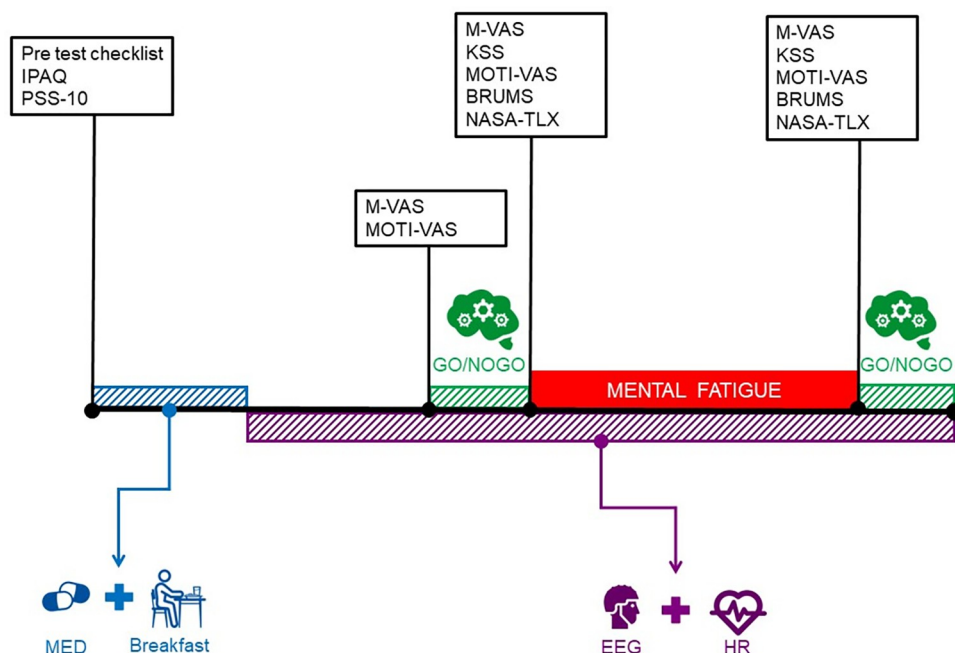 Pre test checklist
IPAQ
PSS-10
M-VAS
MOTI-VAS
M-VAS
KSS
MOTI-VAS
BRUMS
NASA-TLX
M-VAS
KSS
MOTI-VAS
BRUMS
NASA-TLX
GO/NOGO
MENTAL FATIGUE
GO/NOGO
MED
Breakfast
EEG
HR